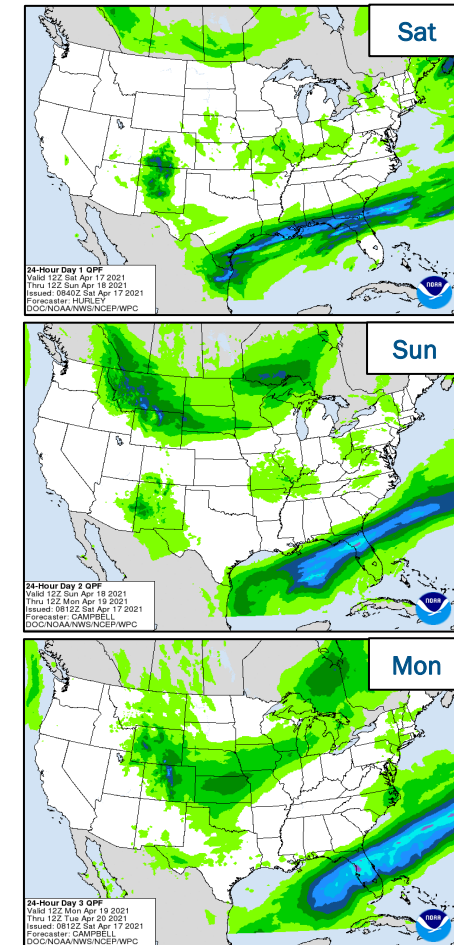 Sat
24-Hour Day 1 QPF
Valid 12Z Sat Apr 17 2021
Thru 12Z Sun Apr 18 2021
Issued: 0840Z Sat Apr 17 2021
Forecaster: HURLEY
DOC/NOAA/NWS/NCEP/WPC
NOAA
Sun
24-Hour Day 2 QPF
Valid 12Z Sun Apr 18 2021
Thru 12Z Mon Apr 19 2021
Issued: 0812Z Sat Apr 17 2021
Forecaster: CAMPBELL
DOC/NOAA/NWS/NCEP/WPC
NOAA
Mon
24-Hour Day 3 QPF
Valid 12Z Mon Apr 19 2021
Thru 12Z Tue Apr 20 2021
Issued: 0812Z Sat Apr 17 2021
Forecaster: CAMPBELL
DOC/NOAA/NWS/NCEP/WPC
NOAA